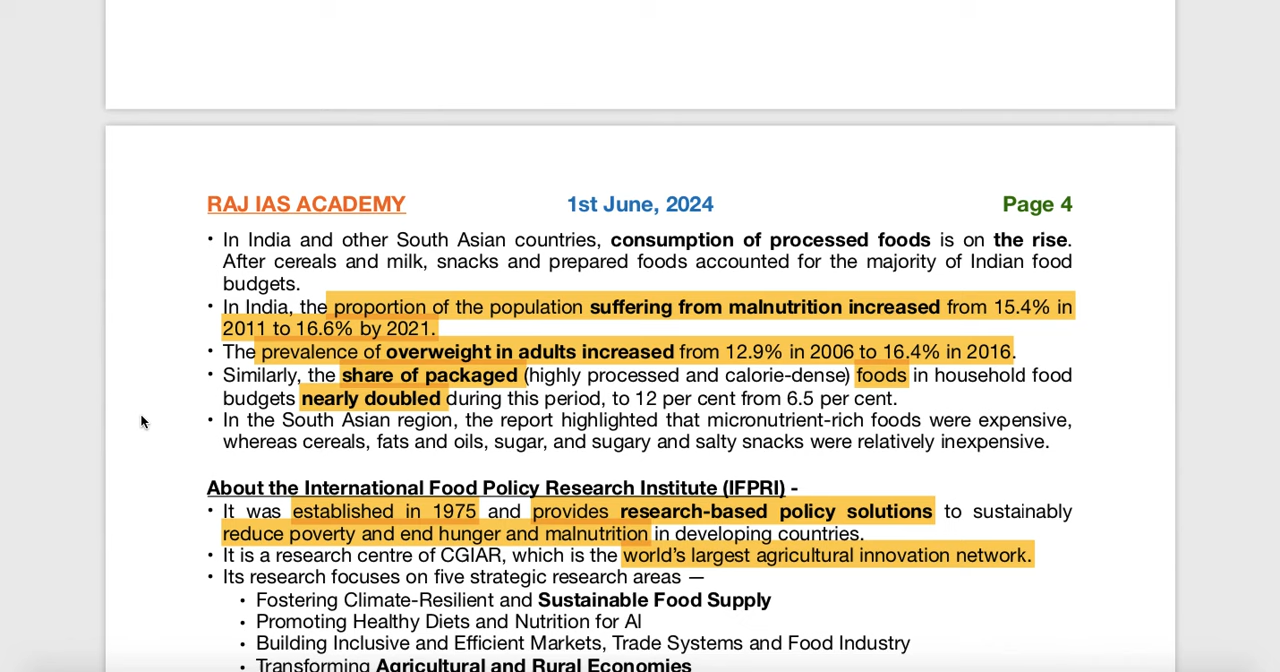 RAJ IAS ACADEMY 1st June, 2024 Page 4
• In India and other South Asian countries, consumption of processed foods is on the rise.
After cereals and milk, snacks and prepared foods accounted for the majority of Indian food
budgets.
• In India, the proportion of the population suffering from malnutrition increased from 15.4% in
2011 to 16.6% by 2021.
• The prevalence of overweight in adults increased from 12.9% in 2006 to 16.4% in 2016.
• Similarly, the share of packaged (highly processed and calorie-dense) foods in household food
budgets nearly doubled during this period, to 12 per cent from 6.5 per cent.
• In the South Asian region, the report highlighted that micronutrient-rich foods were expensive,
whereas cereals, fats and oils, sugar, and sugary and salty snacks were relatively inexpensive.
About the International Food Policy Research Institute (IFPRI) -
• It was established in 1975 and provides research-based policy solutions to sustainably
reduce poverty and end hunger and malnutrition in developing countries.
• It is a research centre of CGIAR, which is the world's largest agricultural innovation network.
• Its research focuses on five strategic research areas —
• Fostering Climate-Resilient and Sustainable Food Supply
• Promoting Healthy Diets and Nutrition for Al
• Building Inclusive and Efficient Markets, Trade Systems and Food Industry
• Transforming Agricultural and Rural Economies